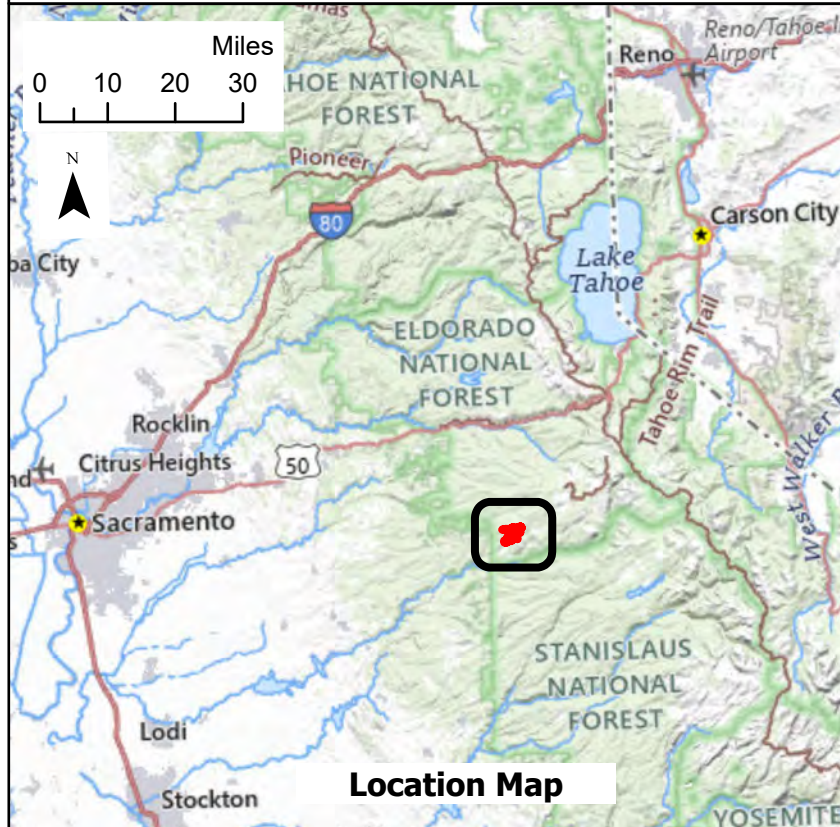 Miles
0 10 20 30
N
HOE NATIONAL
FOREST
Pioneer
80
Reno/Tahoe
Airport
Reno
Carson City
Lake
Tahoe
ba City
ELDORADO
NATIONAL
FOREST
Tahoe Rim Trail
Rocklin
Citrus Heights
50
Sacramento
West Walker
STANISLAUS
NATIONAL
FOREST
Lodi
Stockton
Location Map
YOSEMITE